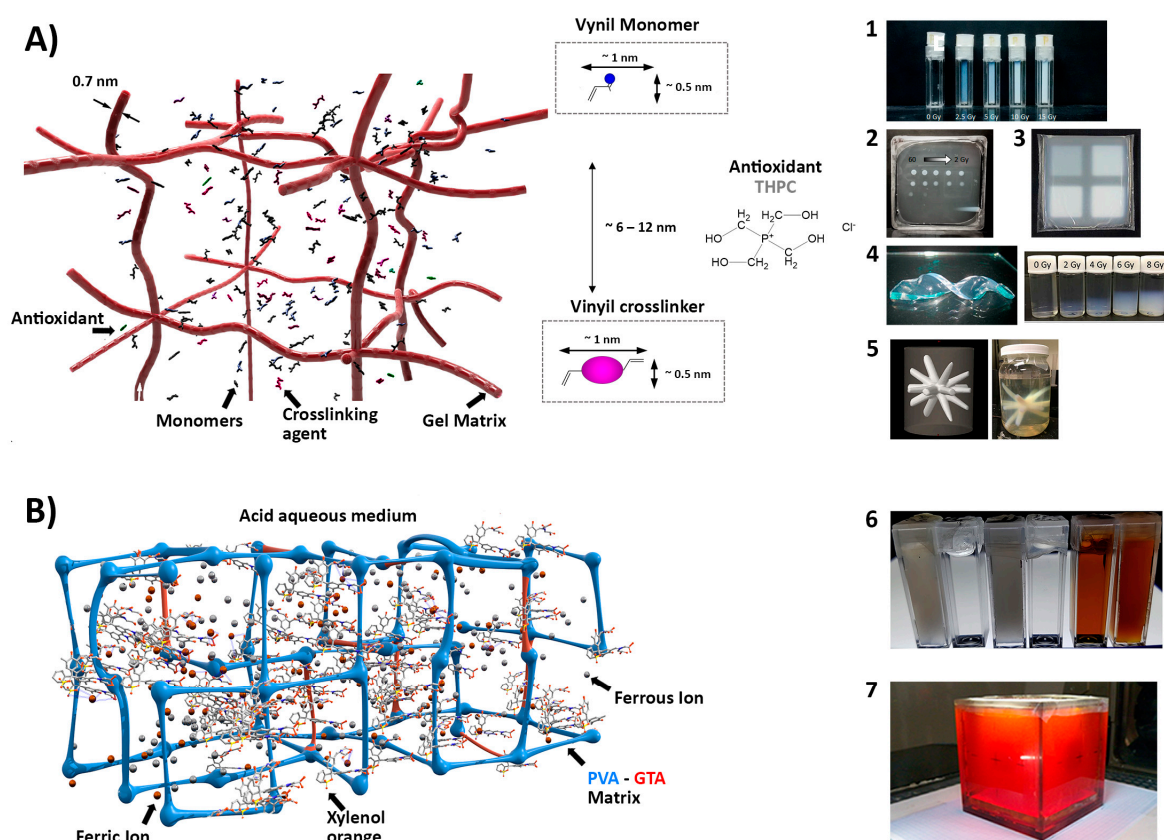 A)
0.7 nm
Antioxidant
Monomers
Crosslinking
agent
Gel Matrix
Vynil Monomer
~ 1 nm
~ 0.5 nm
~ 6 – 12 nm
Vinyil crosslinker
~ 1 nm
~ 0.5 nm
Antioxidant
THPC
H2
C
H2C
OH
HO
P+
OH
HO
CH2
C
H2
Cl-
1
0 Gy 2.5 Gy 5 Gy 10 Gy 15 Gy
2
60 2 Gy
3
4
0 Gy 2 Gy 4 Gy 6 Gy 8 Gy
5
B)
Acid aqueous medium
Ferrous Ion
PVA - GTA
Matrix
Xylenol
orange
Ferric Ion
6
7